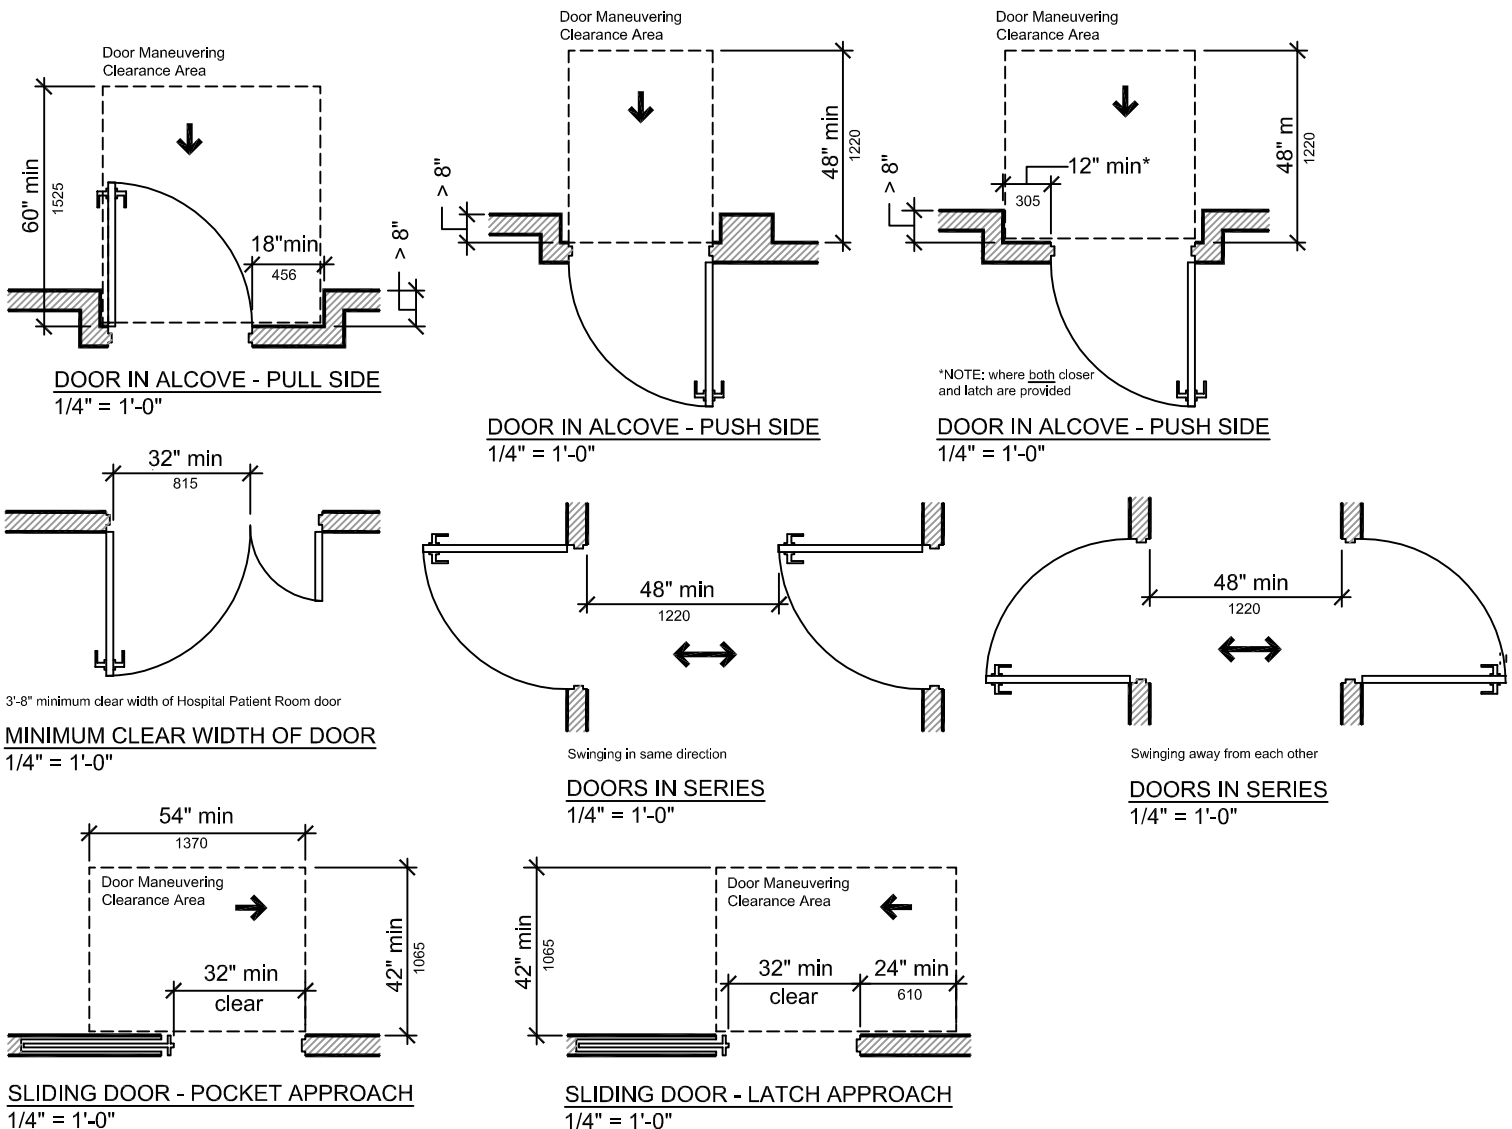 Door Maneuvering
Clearance Area
60" min
1525
18"min
456
> 8"
DOOR IN ALCOVE - PULL SIDE
1/4" = 1'-0"
Door Maneuvering
Clearance Area
> 8"
48" min
1220
DOOR IN ALCOVE - PUSH SIDE
1/4" = 1'-0"
Door Maneuvering
Clearance Area
> 8"
12" min*
305
48" m
1220
*NOTE: where both closer
and latch are provided
DOOR IN ALCOVE - PUSH SIDE
1/4" = 1'-0"
32" min
815
3'-8" minimum clear width of Hospital Patient Room door
MINIMUM CLEAR WIDTH OF DOOR
1/4" = 1'-0"
48" min
1220
Swinging in same direction
DOORS IN SERIES
1/4" = 1'-0"
48" min
1220
Swinging away from each other
DOORS IN SERIES
1/4" = 1'-0"
54" min
1370
Door Maneuvering
Clearance Area
32" min
clear
42" min
1065
SLIDING DOOR - POCKET APPROACH
1/4" = 1'-0"
42" min
1065
Door Maneuvering
Clearance Area
32" min
clear
24" min
610
SLIDING DOOR - LATCH APPROACH
1/4" = 1'-0"